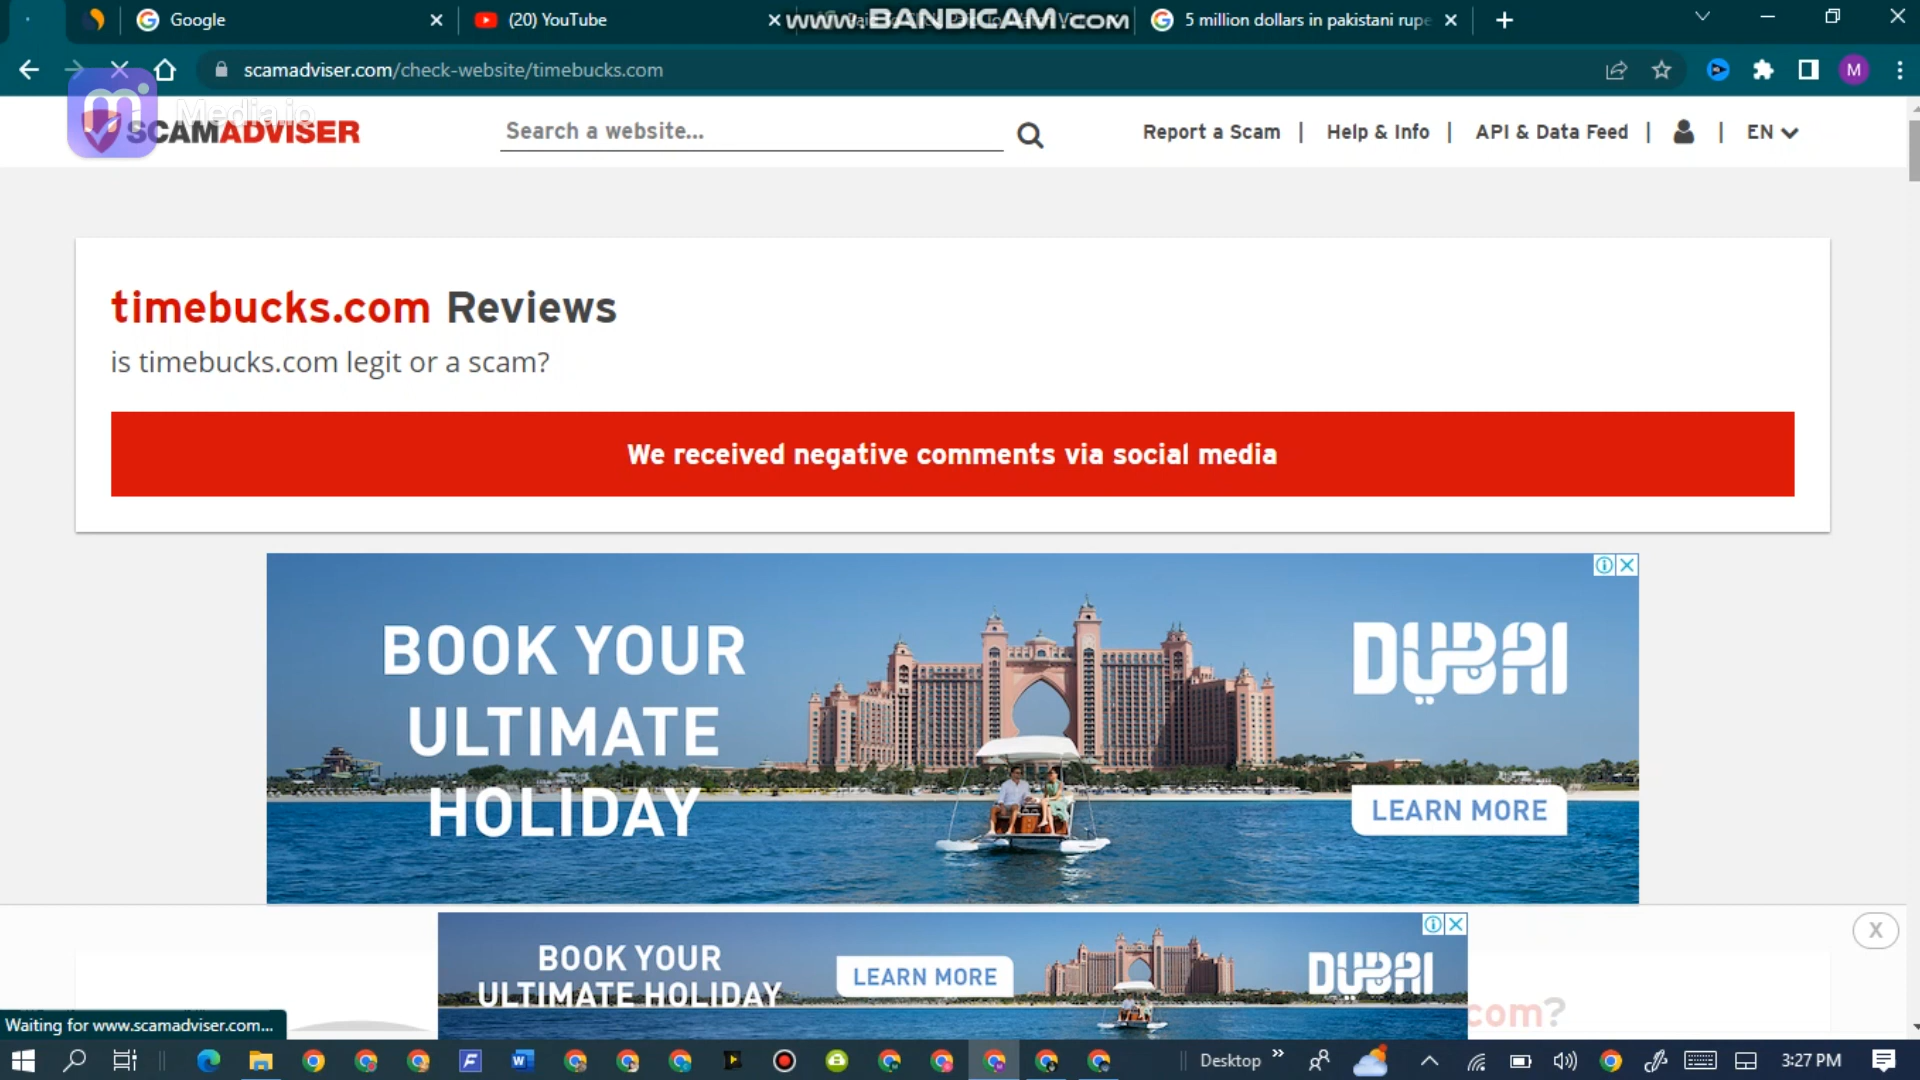 Google
(20) YouTube
www.BANDICAM.com
5 million dollars in pakistani rupe
scamadviser.com/check-website/timebucks.com
M
Media.io
SCAMADVISER
Search a website...
Report a Scam | Help & Info | API & Data Feed | | EN
timebucks.com Reviews
is timebucks.com legit or a scam?
We received negative comments via social media
BOOK YOUR
ULTIMATE
HOLIDAY
DUBAI
LEARN MORE
X
BOOK YOUR
ULTIMATE HOLIDAY
LEARN MORE
DUBAI
com?
Waiting for www.scamadviser.com...
Desktop
3:27 PM